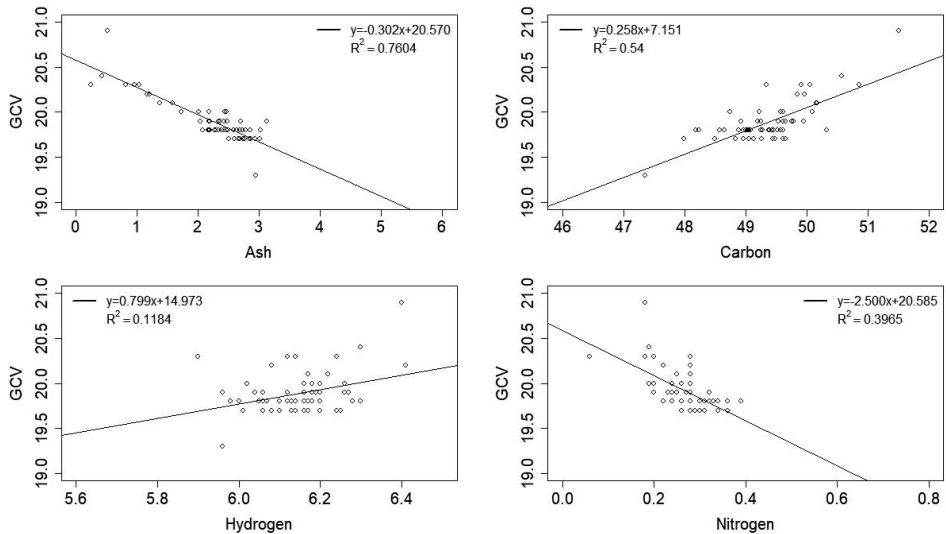 y=-0.302x+20.570
R²=0.7604
GCV
21.0
20.5
20.0
19.5
19.0
0 1 2 3 4 5 6
Ash
y=0.258x+7.151
R²=0.54
GCV
21.0
20.5
20.0
19.5
19.0
46 47 48 49 50 51 52
Carbon
y=0.799x+14.973
R²=0.1184
GCV
21.0
20.5
20.0
19.5
19.0
5.6 5.8 6.0 6.2 6.4
Hydrogen
y=-2.500x+20.585
R²=0.3965
GCV
21.0
20.5
20.0
19.5
19.0
0.0 0.2 0.4 0.6 0.8
Nitrogen